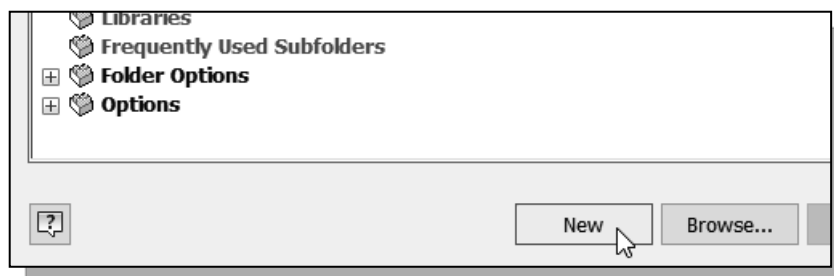 Libraries
Frequently Used Subfolders
Folder Options
Options
? New Browse...